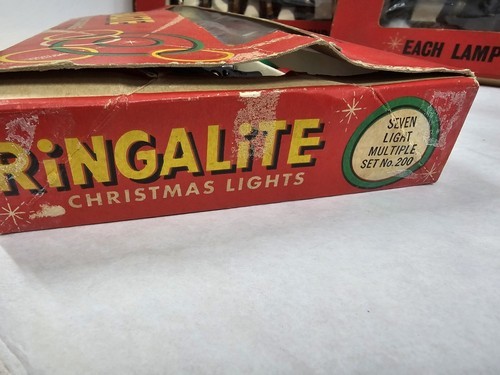 EACH LAMP
RiNGALiTE
CHRISTMAS LIGHTS
SEVEN
LIGHT
MULTIPLE
SET No. 200